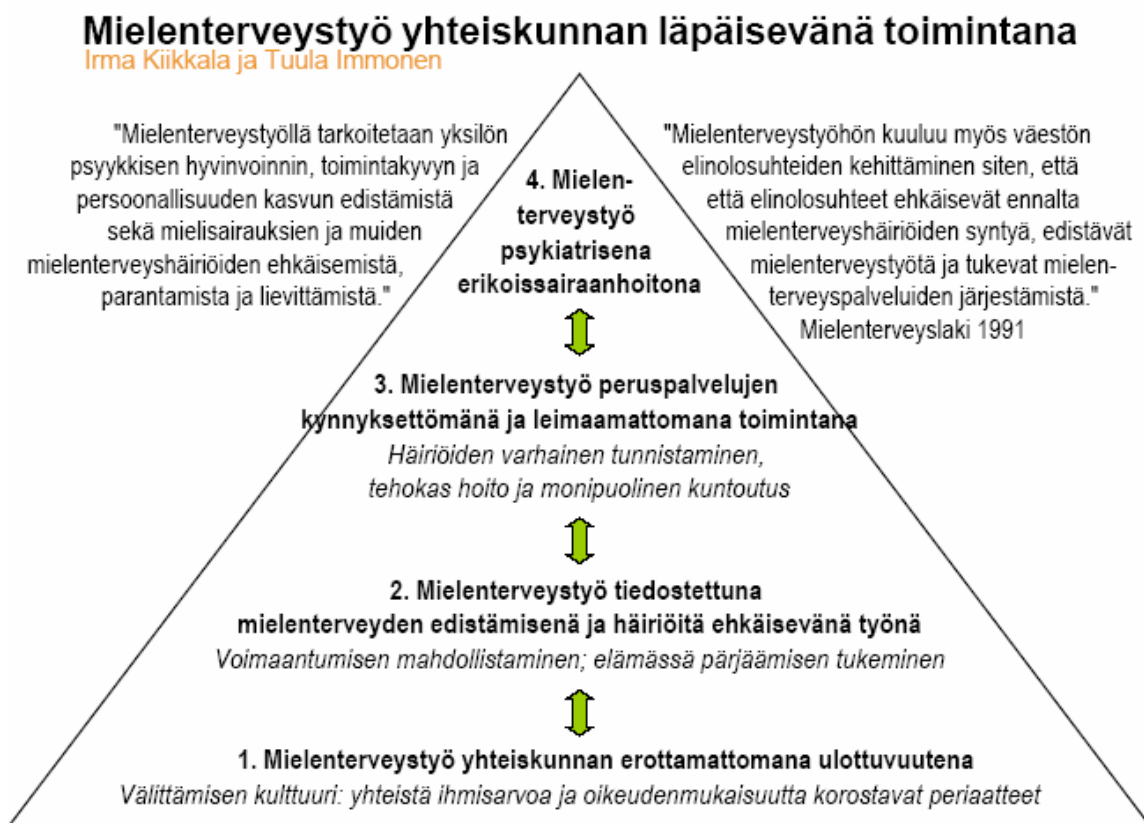 Mielenterveystyö yhteiskunnan läpäisevänä toimintana
Irma Kiikkala ja Tuula Immonen
"Mielenterveystyöllä tarkoitetaan yksilön
psyykkisen hyvinvoinnin, toimintakyvyn ja
persoonallisuuden kasvun edistämistä
sekä mielisairauksien ja muiden
mielenterveyshäiriöiden ehkäisemistä,
parantamista ja lievittämistä."
"Mielenterveystyöhön kuuluu myös väestön
elinolosuhteiden kehittäminen siten, että
että elinolosuhteet ehkäisevät ennalta
mielenterveyshäiriöiden syntyä, edistävät
mielenterveystyötä ja tukevat mielen-
terveyspalveluiden järjestämistä."
Mielenterveyslaki 1991
4. Mielen-
terveystyö
psykiatrisena
erikoissairaanhoitona
3. Mielenterveystyö peruspalvelujen
kynnyksettömänä ja leimaamattomana toimintana
Häiriöiden varhainen tunnistaminen,
tehokas hoito ja monipuolinen kuntoutus
2. Mielenterveystyö tiedostettuna
mielenterveyden edistämisenä ja häiriöitä ehkäisevänä työnä
Voimaantumisen mahdollistaminen; elämässä pärjäämisen tukeminen
1. Mielenterveystyö yhteiskunnan erottamattomana ulottuvuutena
Välittämisen kulttuuri: yhteistä ihmisarvoa ja oikeudenmukaisuutta korostavat periaatteet